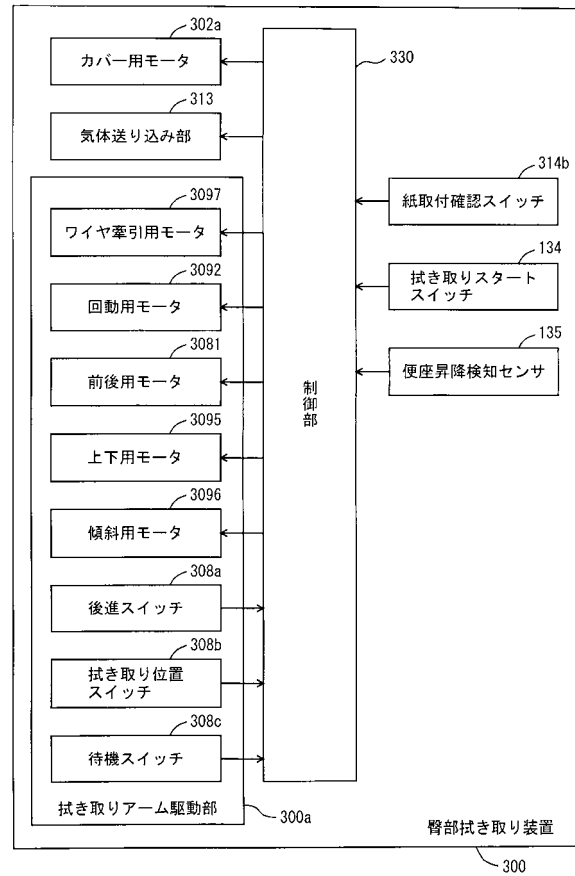 302a
カバー用モータ
313
気体送り込み部
3097
ワイヤ牽引用モータ
3092
回動用モータ
3081
前後用モータ
3095
上下用モータ
3096
傾斜用モータ
308a
後進スイッチ
308b
拭き取り位置
スイッチ
308c
待機スイッチ
拭き取りアーム駆動部
300a
330
制御部
314b
紙取付確認スイッチ
134
拭き取りスタート
スイッチ
135
便座昇降検知センサ
臀部拭き取り装置
300